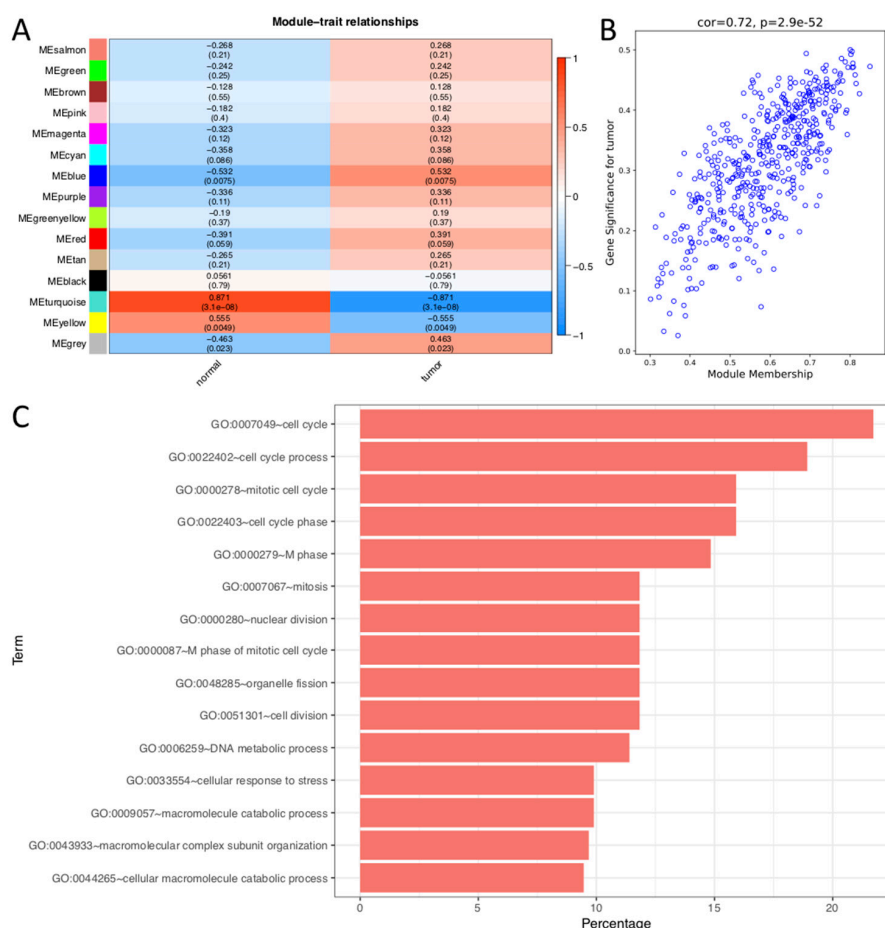 A
Module−trait relationships
MEsalmon
−0.268
(0.21)
0.268
(0.21)
MEgreen
−0.242
(0.25)
0.242
(0.25)
MEbrown
−0.128
(0.55)
0.128
(0.55)
MEpink
−0.182
(0.4)
0.182
(0.4)
MEmagenta
−0.323
(0.12)
0.323
(0.12)
MEcyan
−0.358
(0.086)
0.358
(0.086)
MEblue
−0.532
(0.0075)
0.532
(0.0075)
MEpurple
−0.336
(0.11)
0.336
(0.11)
MEgreenyellow
−0.19
(0.37)
0.19
(0.37)
MEred
−0.391
(0.059)
0.391
(0.059)
MEtan
−0.265
(0.21)
0.265
(0.21)
MEblack
0.0561
(0.79)
−0.0561
(0.79)
MEturquoise
0.871
(3.1e−08)
−0.871
(3.1e−08)
MEyellow
0.555
(0.0049)
−0.555
(0.0049)
MEgrey
−0.463
(0.023)
0.463
(0.023)
normal
tumor
1
0.5
0
−0.5
−1
B
cor=0.72, p=2.9e-52
Gene Significance for tumor
0.5
0.4
0.3
0.2
0.1
0.0
0.3 0.4 0.5 0.6 0.7 0.8
Module Membership
C
Term
GO:0007049~cell cycle
GO:0022402~cell cycle process
GO:0000278~mitotic cell cycle
GO:0022403~cell cycle phase
GO:0000279~M phase
GO:0007067~mitosis
GO:0000280~nuclear division
GO:0000087~M phase of mitotic cell cycle
GO:0048285~organelle fission
GO:0051301~cell division
GO:0006259~DNA metabolic process
GO:0033554~cellular response to stress
GO:0009057~macromolecule catabolic process
GO:0043933~macromolecular complex subunit organization
GO:0044265~cellular macromolecule catabolic process
0 5 10 15 20
Percentage